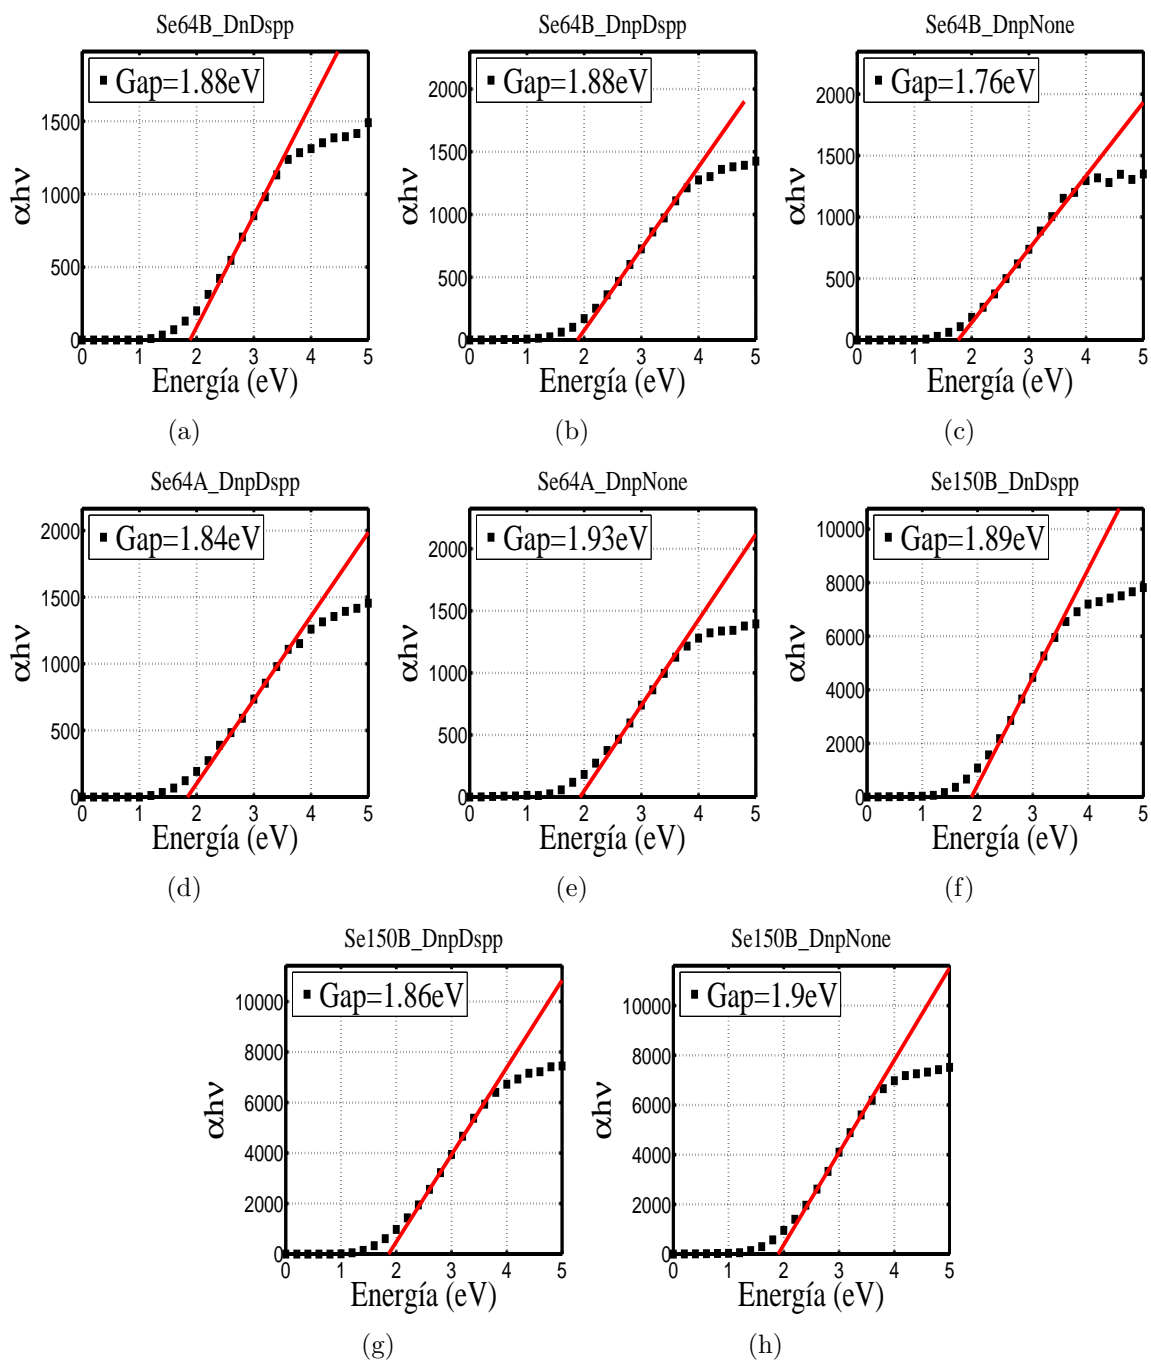 Se64B_DnDspp
Gap=1.88eV
1500
1000
500
0
0 1 2 3 4 5
αhν
Energía (eV)
(a)
Se64B_DnpDspp
Gap=1.88eV
2000
1500
1000
500
0
0 1 2 3 4 5
αhν
Energía (eV)
(b)
Se64B_DnpNone
Gap=1.76eV
2000
1500
1000
500
0
0 1 2 3 4 5
αhν
Energía (eV)
(c)
Se64A_DnpDspp
Gap=1.84eV
2000
1500
1000
500
0
0 1 2 3 4 5
αhν
Energía (eV)
(d)
Se64A_DnpNone
Gap=1.93eV
2000
1500
1000
500
0
0 1 2 3 4 5
αhν
Energía (eV)
(e)
Se150B_DnDspp
Gap=1.89eV
10000
8000
6000
4000
2000
0
0 1 2 3 4 5
αhν
Energía (eV)
(f)
Se150B_DnpDspp
Gap=1.86eV
10000
8000
6000
4000
2000
0
0 1 2 3 4 5
αhν
Energía (eV)
(g)
Se150B_DnpNone
Gap=1.9eV
10000
8000
6000
4000
2000
0
0 1 2 3 4 5
αhν
Energía (eV)
(h)